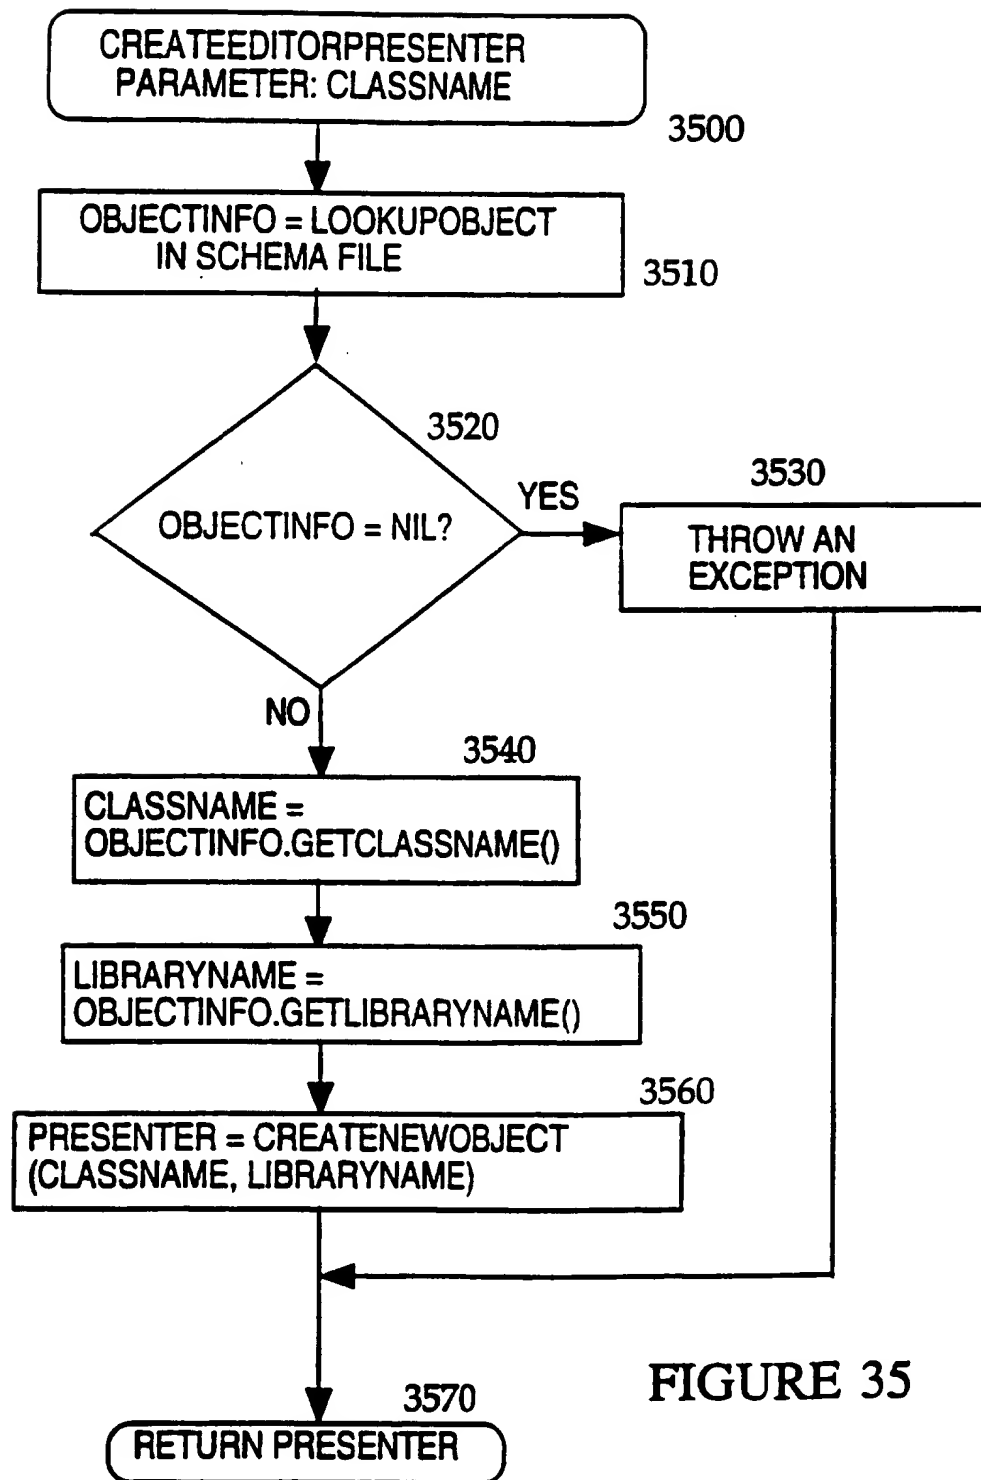 CREATEEDITORPRESENTER
PARAMETER: CLASSNAME
3500
OBJECTINFO = LOOKUPOBJECT
IN SCHEMA FILE
3510
3520
OBJECTINFO = NIL?
YES
3530
THROW AN
EXCEPTION
NO
3540
CLASSNAME =
OBJECTINFO.GETCLASSNAME()
3550
LIBRARYNAME =
OBJECTINFO.GETLIBRARYNAME()
3560
PRESENTER = CREATENEWOBJECT
(CLASSNAME, LIBRARYNAME)
FIGURE 35
3570
RETURN PRESENTER